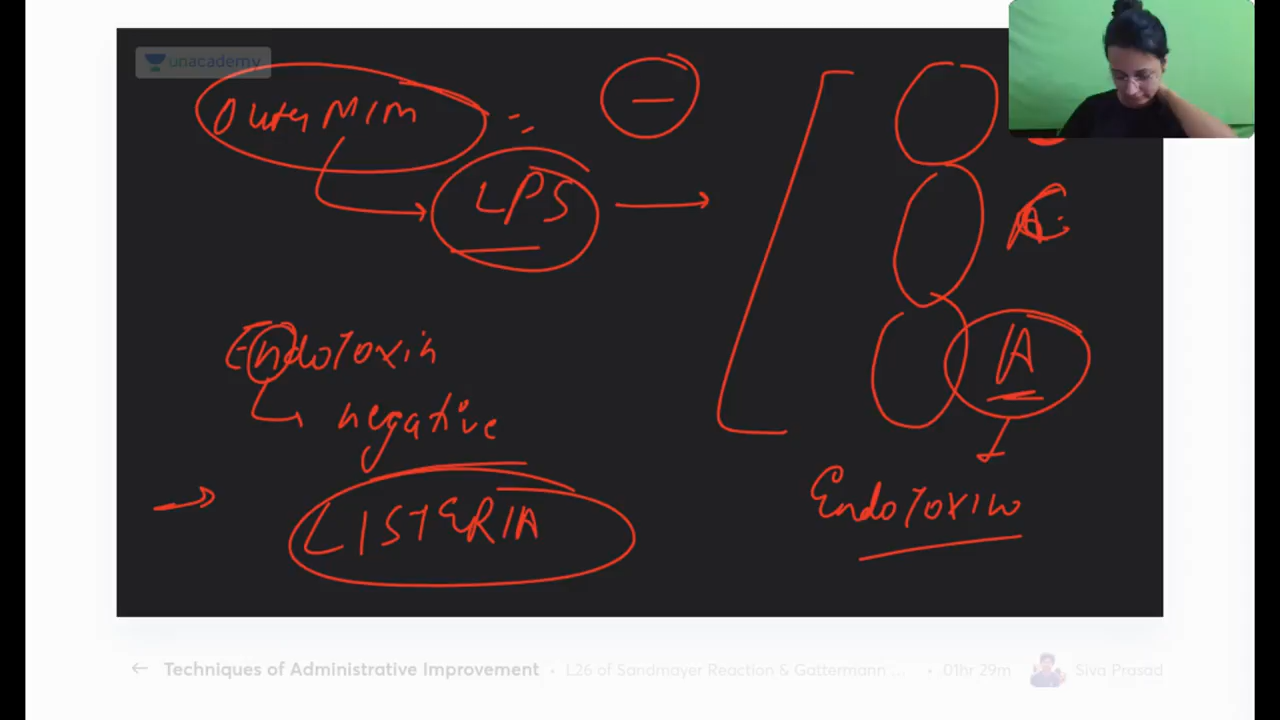 unacademy
Outer M/M :- −
LPS →
A
Endotoxin
negative
→ LISTERIA
Endotoxin
← Techniques of Administrative Improvement • L26 of Sandmayer Reaction & Gattermann ... • 01hr 29m Siva Prasad